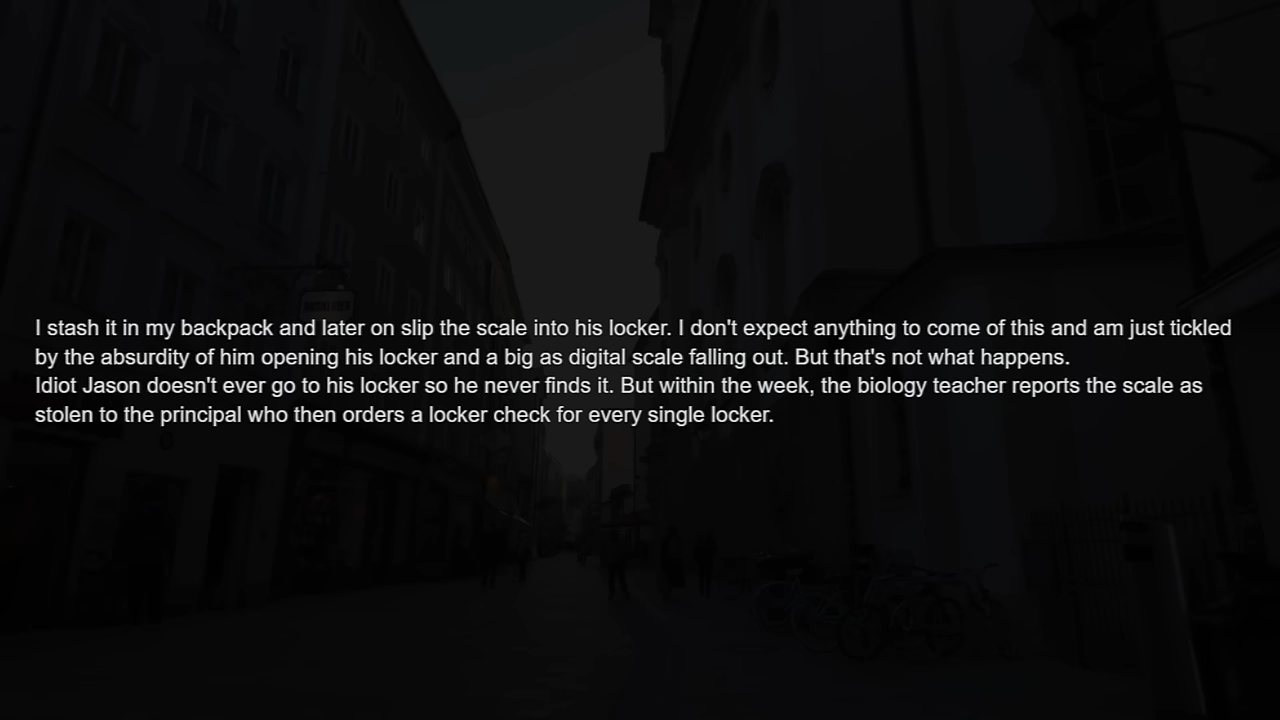 I stash it in my backpack and later on slip the scale into his locker. I don't expect anything to come of this and am just tickled
by the absurdity of him opening his locker and a big as digital scale falling out. But that's not what happens.
Idiot Jason doesn't ever go to his locker so he never finds it. But within the week, the biology teacher reports the scale as
stolen to the principal who then orders a locker check for every single locker.